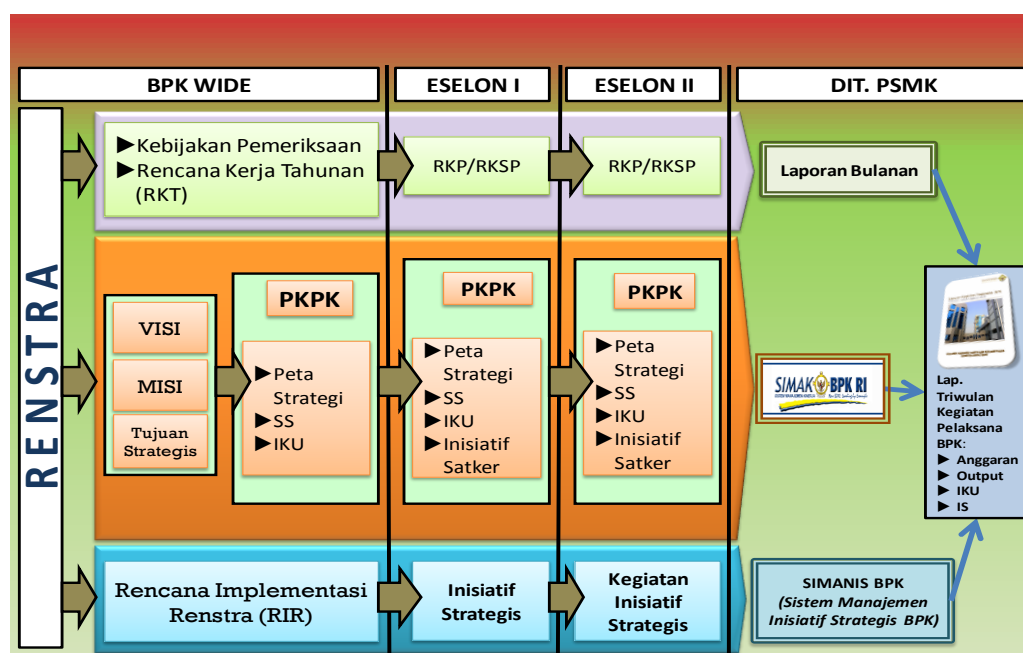 BPK WIDE
ESELON I
ESELON II
DIT. PSMK
RENSTRA
►Kebijakan Pemeriksaan
►Rencana Kerja Tahunan
(RKT)
RKP/RKSP
RKP/RKSP
Laporan Bulanan
VISI
MISI
Tujuan
Strategis
PKPK
►Peta
Strategi
►SS
►IKU
PKPK
►Peta
Strategi
►SS
►IKU
►Inisiatif
Satker
PKPK
►Peta
Strategi
►SS
►IKU
►Inisiatif
Satker
SIMAK BPK RI
Lap.
Triwulan
Kegiatan
Pelaksana
BPK:
► Anggaran
► Output
► IKU
► IS
Rencana Implementasi
Renstra (RIR)
Inisiatif
Strategis
Kegiatan
Inisiatif
Strategis
SIMANIS BPK
(Sistem Manajemen
Inisiatif Strategis BPK)